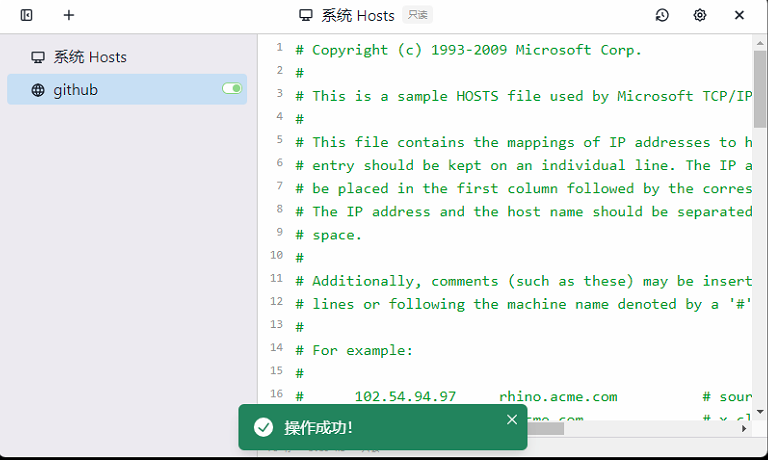 系统 Hosts 只读
系统 Hosts
github
1 # Copyright (c) 1993-2009 Microsoft Corp.
2 #
3 # This is a sample HOSTS file used by Microsoft TCP/IP
4 #
5 # This file contains the mappings of IP addresses to h
6 # entry should be kept on an individual line. The IP a
7 # be placed in the first column followed by the corres
8 # The IP address and the host name should be separated
9 # space.
10 #
11 # Additionally, comments (such as these) may be insert
12 # lines or following the machine name denoted by a '#'
13 #
14 # For example:
15 #
16 # 102.54.94.97 rhino.acme.com # sour
.com # x cl
操作成功!